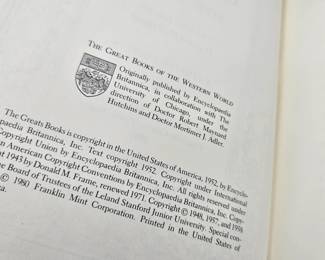 THE GREAT BOOKS OF THE WESTERN WORLD
Originally published by Encyclopaedia
Britannica, in collaboration with The
University of Chicago, under the
direction of Doctor Robert Maynard
Hutchins and Doctor Mortimer J. Adler.
The Greats Books is copyright in the United States of America, 1952, by Encyclo-
paedia Britannica, Inc. Text copyright 1952. Copyright under International
Copyright Union by Encyclopaedia Britannica, Inc. All rights reserved
American Copyright Conventions by Encyclopaedia Britannica, Inc.
1943 by Donald M. Frame, renewed 1971. Copyright © 1948, 1957, and 1958
Board of Trustees of the Leland Stanford Junior University. Special con-
© 1980 Franklin Mint Corporation. Printed in the United States of